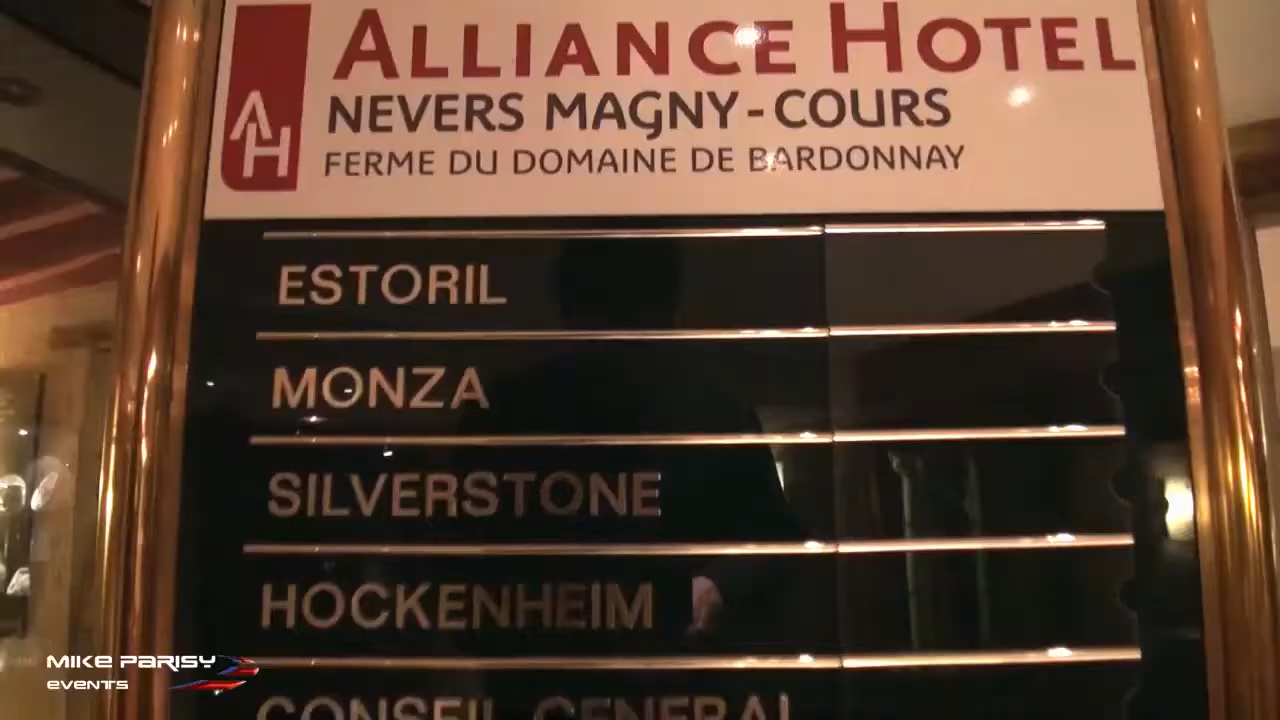 ALLIANCE HOTEL
AH
NEVERS MAGNY-COURS
FERME DU DOMAINE DE BARDONNAY
ESTORIL
MONZA
SILVERSTONE
HOCKENHEIM
CONSEIL GENERAL
MIKE PARISY
EVENTS